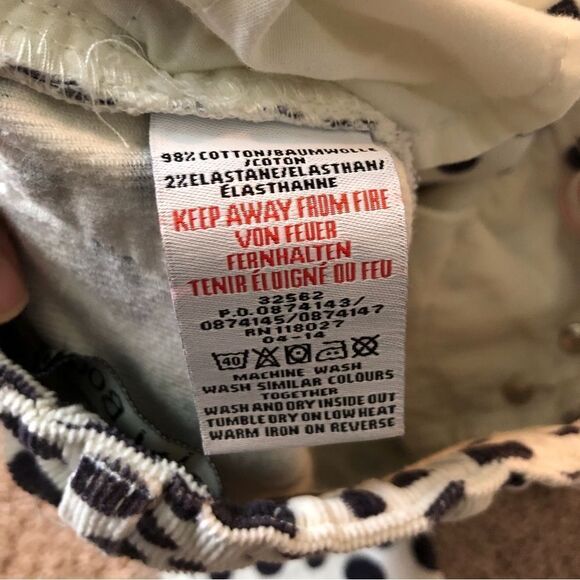 98% COTTON/BAUMWOLLE
/COTON
2% ELASTANE/ELASTHAN/
ÉLASTHANNE
KEEP AWAY FROM FIRE
VON FEUER
FERNHALTEN
TENIR ÉLOIGNÉ DU FEU
32562
P.O. 0874143/
0874145/0874147
RN 118027
04-14
40
MACHINE WASH
WASH SIMILAR COLOURS
TOGETHER
WASH AND DRY INSIDE OUT
TUMBLE DRY ON LOW HEAT
WARM IRON ON REVERSE